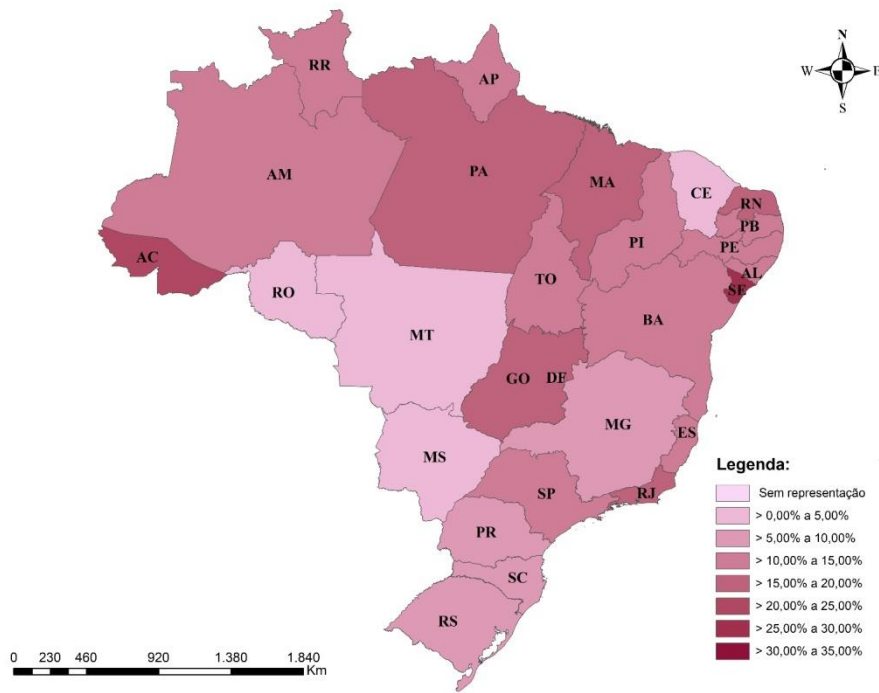 N
W E
S
RR
AP
AM
PA
MA
CE
RN
PB
PE
PI
AL
SE
AC
TO
RO
BA
MT
GO
DF
MG
ES
MS
SP
RJ
PR
SC
RS
Legenda:
Sem representação
> 0,00% a 5,00%
> 5,00% a 10,00%
> 10,00% a 15,00%
> 15,00% a 20,00%
> 20,00% a 25,00%
> 25,00% a 30,00%
> 30,00% a 35,00%
0 230 460 920 1.380 1.840
Km